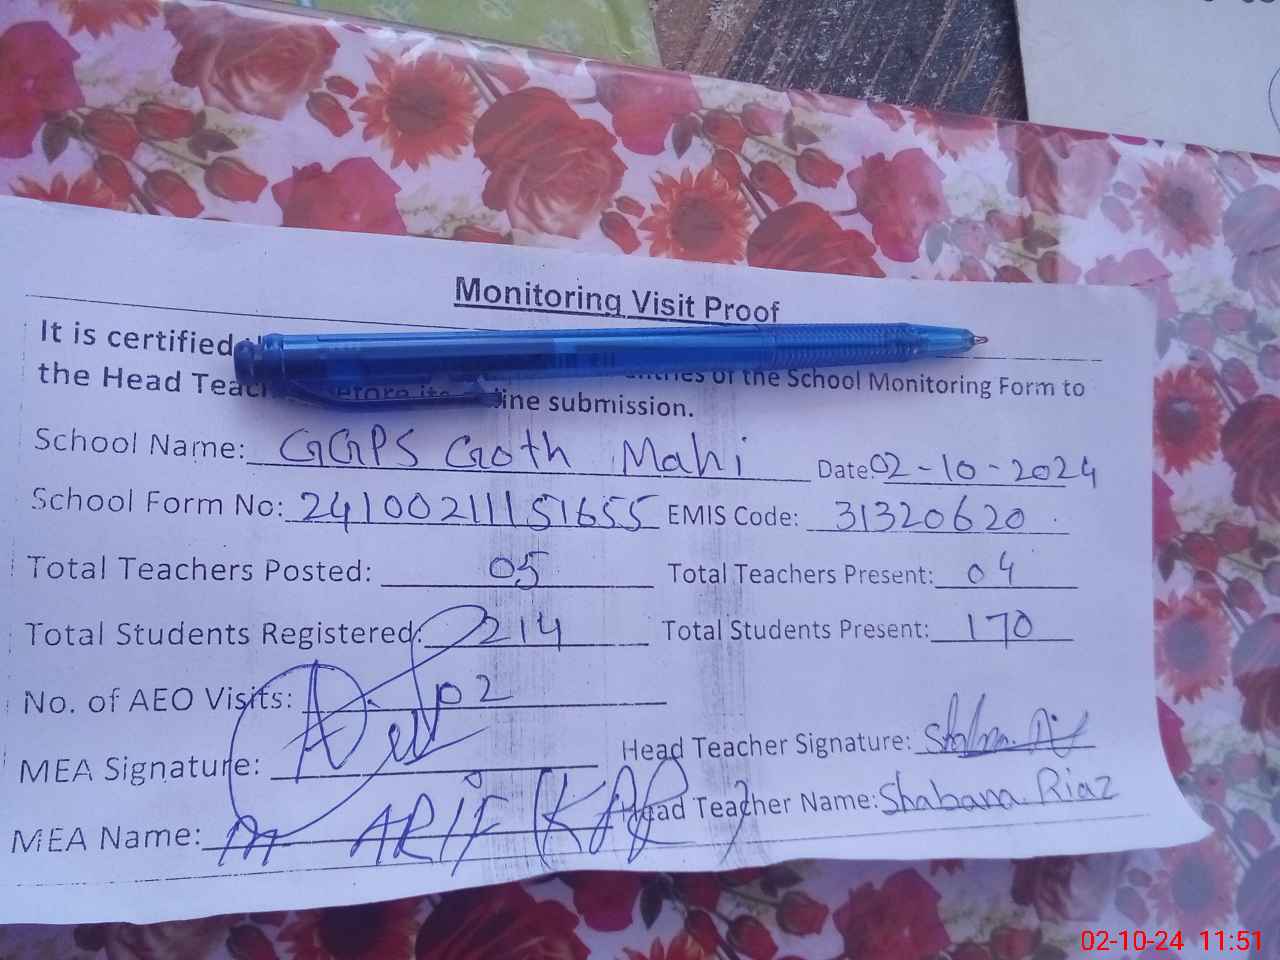 Monitoring Visit Proof
It is certified
the Head Teac of the School Monitoring Form to
submission.
School Name: GGPS Goth Mahi Date: 02-10-2024
School Form No: 24100211151655 EMIS Code: 31320620
Total Teachers Posted: 05 Total Teachers Present: 04
Total Students Registered: 214 Total Students Present: 170
No. of AEO Visits: 02
MEA Signature: Head Teacher Signature:
MEA Name: M ARIF Head Teacher Name: Shabana Riaz
02-10-24 11:51